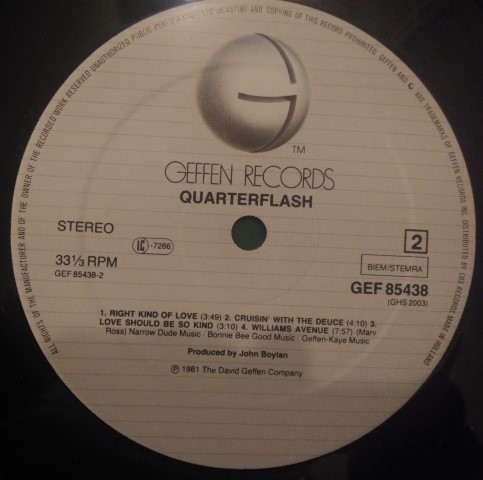 ALL RIGHTS OF THE MANUFACTURER AND OF THE OWNER OF THE RECORDED WORK RESERVED UNAUTHORIZED PUBLIC PERFORMANCE BROADCASTING AND COPYING OF THIS RECORD PROHIBITED. GEFFEN AND G ARE TRADEMARKS OF GEFFEN RECORDS INC. DISTRIBUTED BY CBS RECORDS. MADE IN HOLLAND
G
TM
GEFFEN RECORDS
QUARTERFLASH
STEREO
IC -7266
2
33⅓ RPM
BIEM/STEMRA
GEF 85438-2
GEF 85438
(GHS 2003)
1. RIGHT KIND OF LOVE (3:49) 2. CRUISIN' WITH THE DEUCE (4:10) 3.
LOVE SHOULD BE SO KIND (3:10) 4. WILLIAMS AVENUE (7:57) (Marv
Ross) Narrow Dude Music · Bonnie Bee Good Music · Geffen-Kaye Music
Produced by John Boylan
℗ 1981 The David Geffen Company